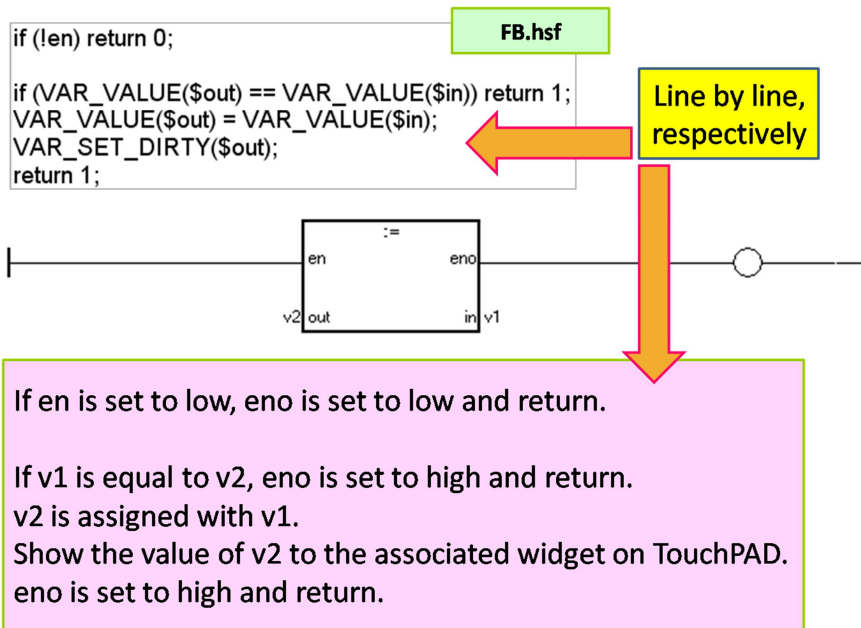 FB.hsf
if (!en) return 0;
if (VAR_VALUE($out) == VAR_VALUE($in)) return 1;
VAR_VALUE($out) = VAR_VALUE($in);
VAR_SET_DIRTY($out);
return 1;
Line by line,
respectively
:=
en eno
v2 out in v1
If en is set to low, eno is set to low and return.
If v1 is equal to v2, eno is set to high and return.
v2 is assigned with v1.
Show the value of v2 to the associated widget on TouchPAD.
eno is set to high and return.